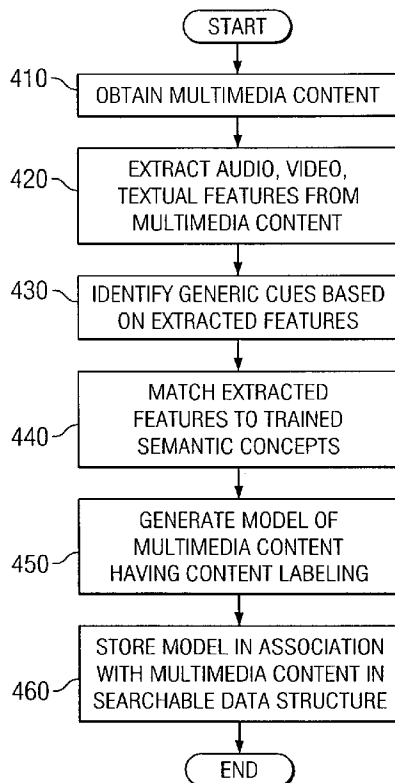 START
410
OBTAIN MULTIMEDIA CONTENT
420
EXTRACT AUDIO, VIDEO,
TEXTUAL FEATURES FROM
MULTIMEDIA CONTENT
430
IDENTIFY GENERIC CUES BASED
ON EXTRACTED FEATURES
440
MATCH EXTRACTED
FEATURES TO TRAINED
SEMANTIC CONCEPTS
450
GENERATE MODEL OF
MULTIMEDIA CONTENT
HAVING CONTENT LABELING
460
STORE MODEL IN ASSOCIATION
WITH MULTIMEDIA CONTENT IN
SEARCHABLE DATA STRUCTURE
END